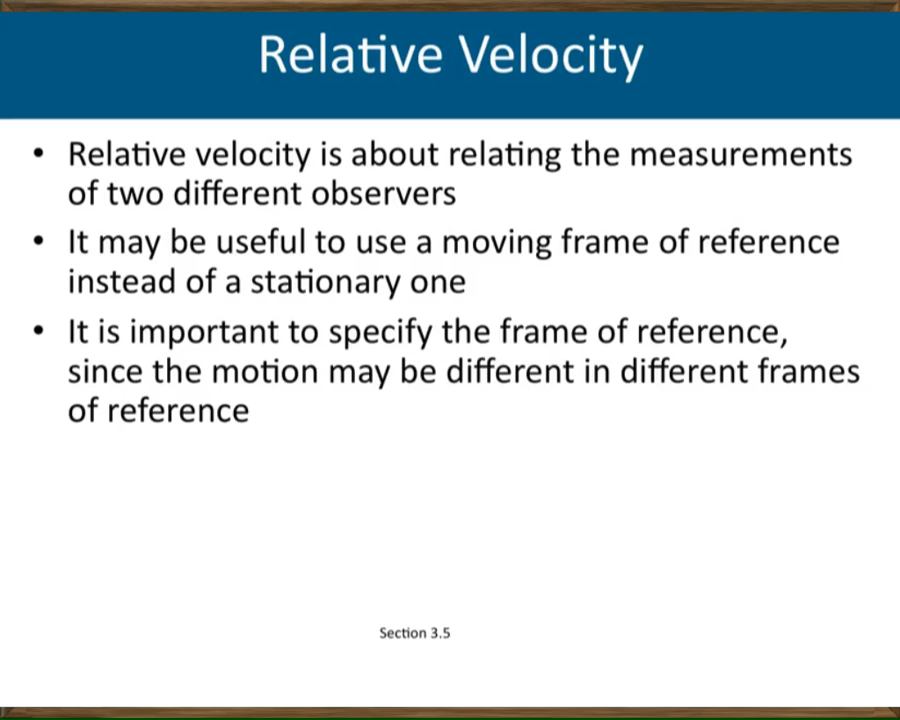 Relative Velocity
• Relative velocity is about relating the measurements
of two different observers
• It may be useful to use a moving frame of reference
instead of a stationary one
• It is important to specify the frame of reference,
since the motion may be different in different frames
of reference
Section 3.5